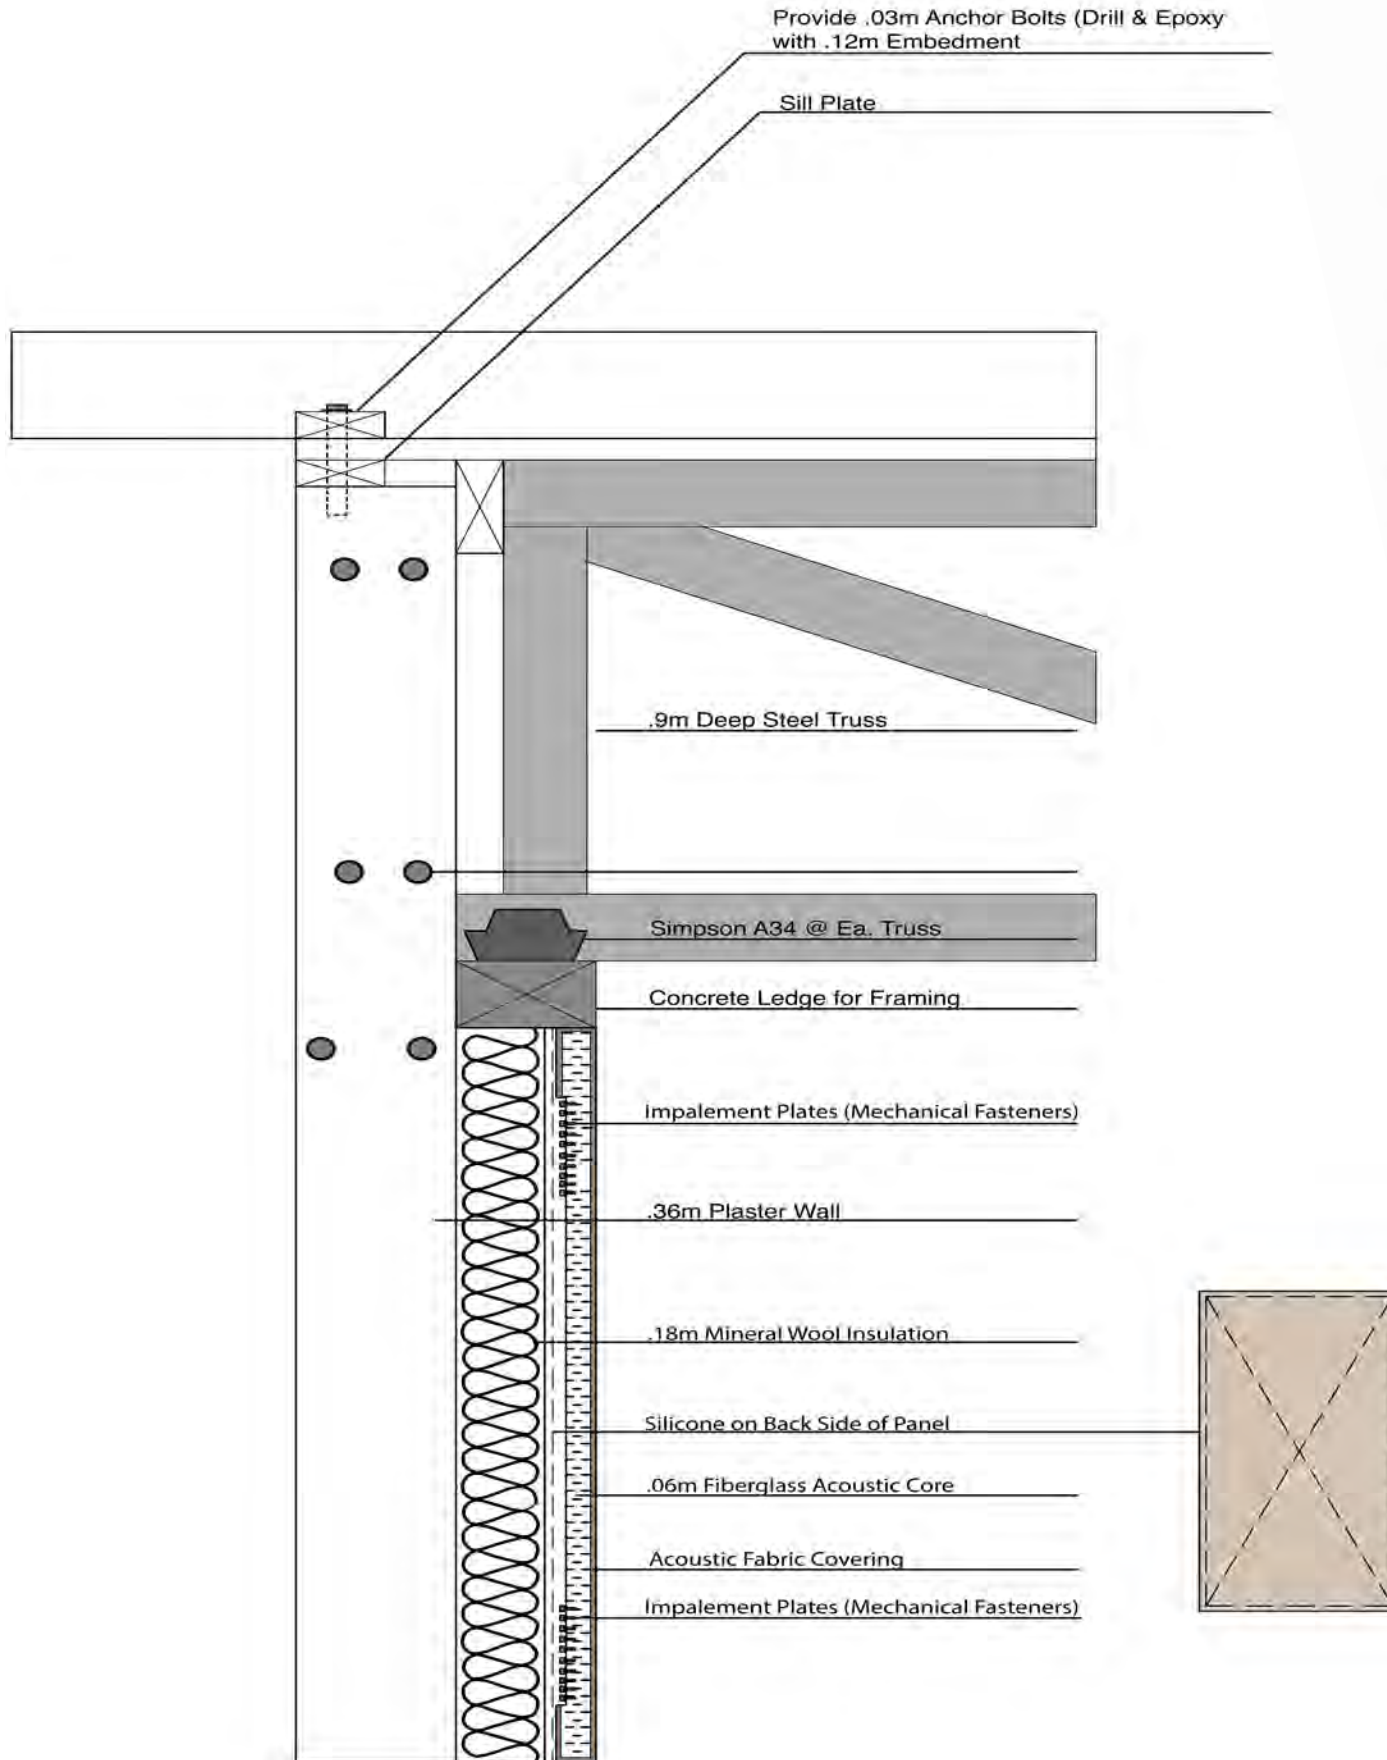 Provide .03m Anchor Bolts (Drill & Epoxy
with .12m Embedment
Sill Plate
.9m Deep Steel Truss
Simpson A34 @ Ea. Truss
Concrete Ledge for Framing
Impalement Plates (Mechanical Fasteners)
.36m Plaster Wall
.18m Mineral Wool Insulation
Silicone on Back Side of Panel
.06m Fiberglass Acoustic Core
Acoustic Fabric Covering
Impalement Plates (Mechanical Fasteners)